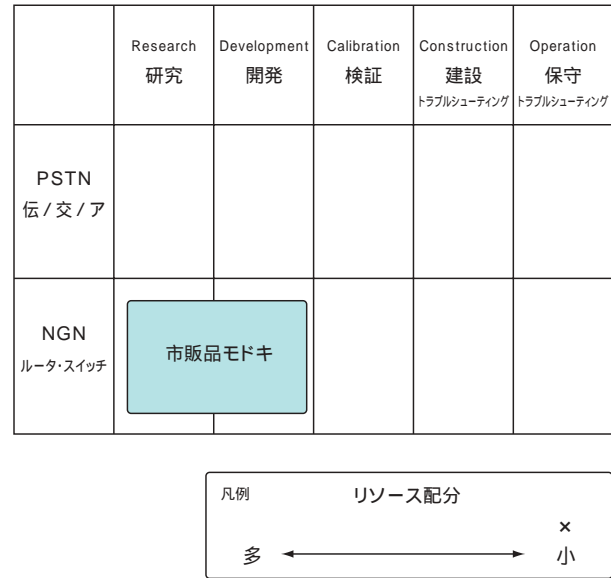 Research Development Calibration Construction Operation
研究 開発 検証 建設 保守
トラブルシューティング トラブルシューティング
PSTN
伝/交/ア
NGN
ルータ・スイッチ
市販品モドキ
凡例 リソース配分
×
多 小